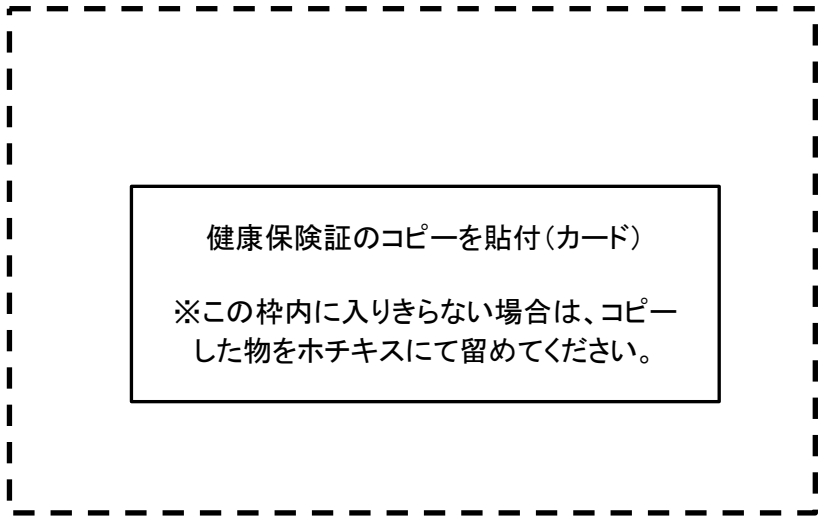 健康保険証のコピーを貼付(カード)
※この枠内に入りきらない場合は、コピー
した物をホチキスにて留めてください。